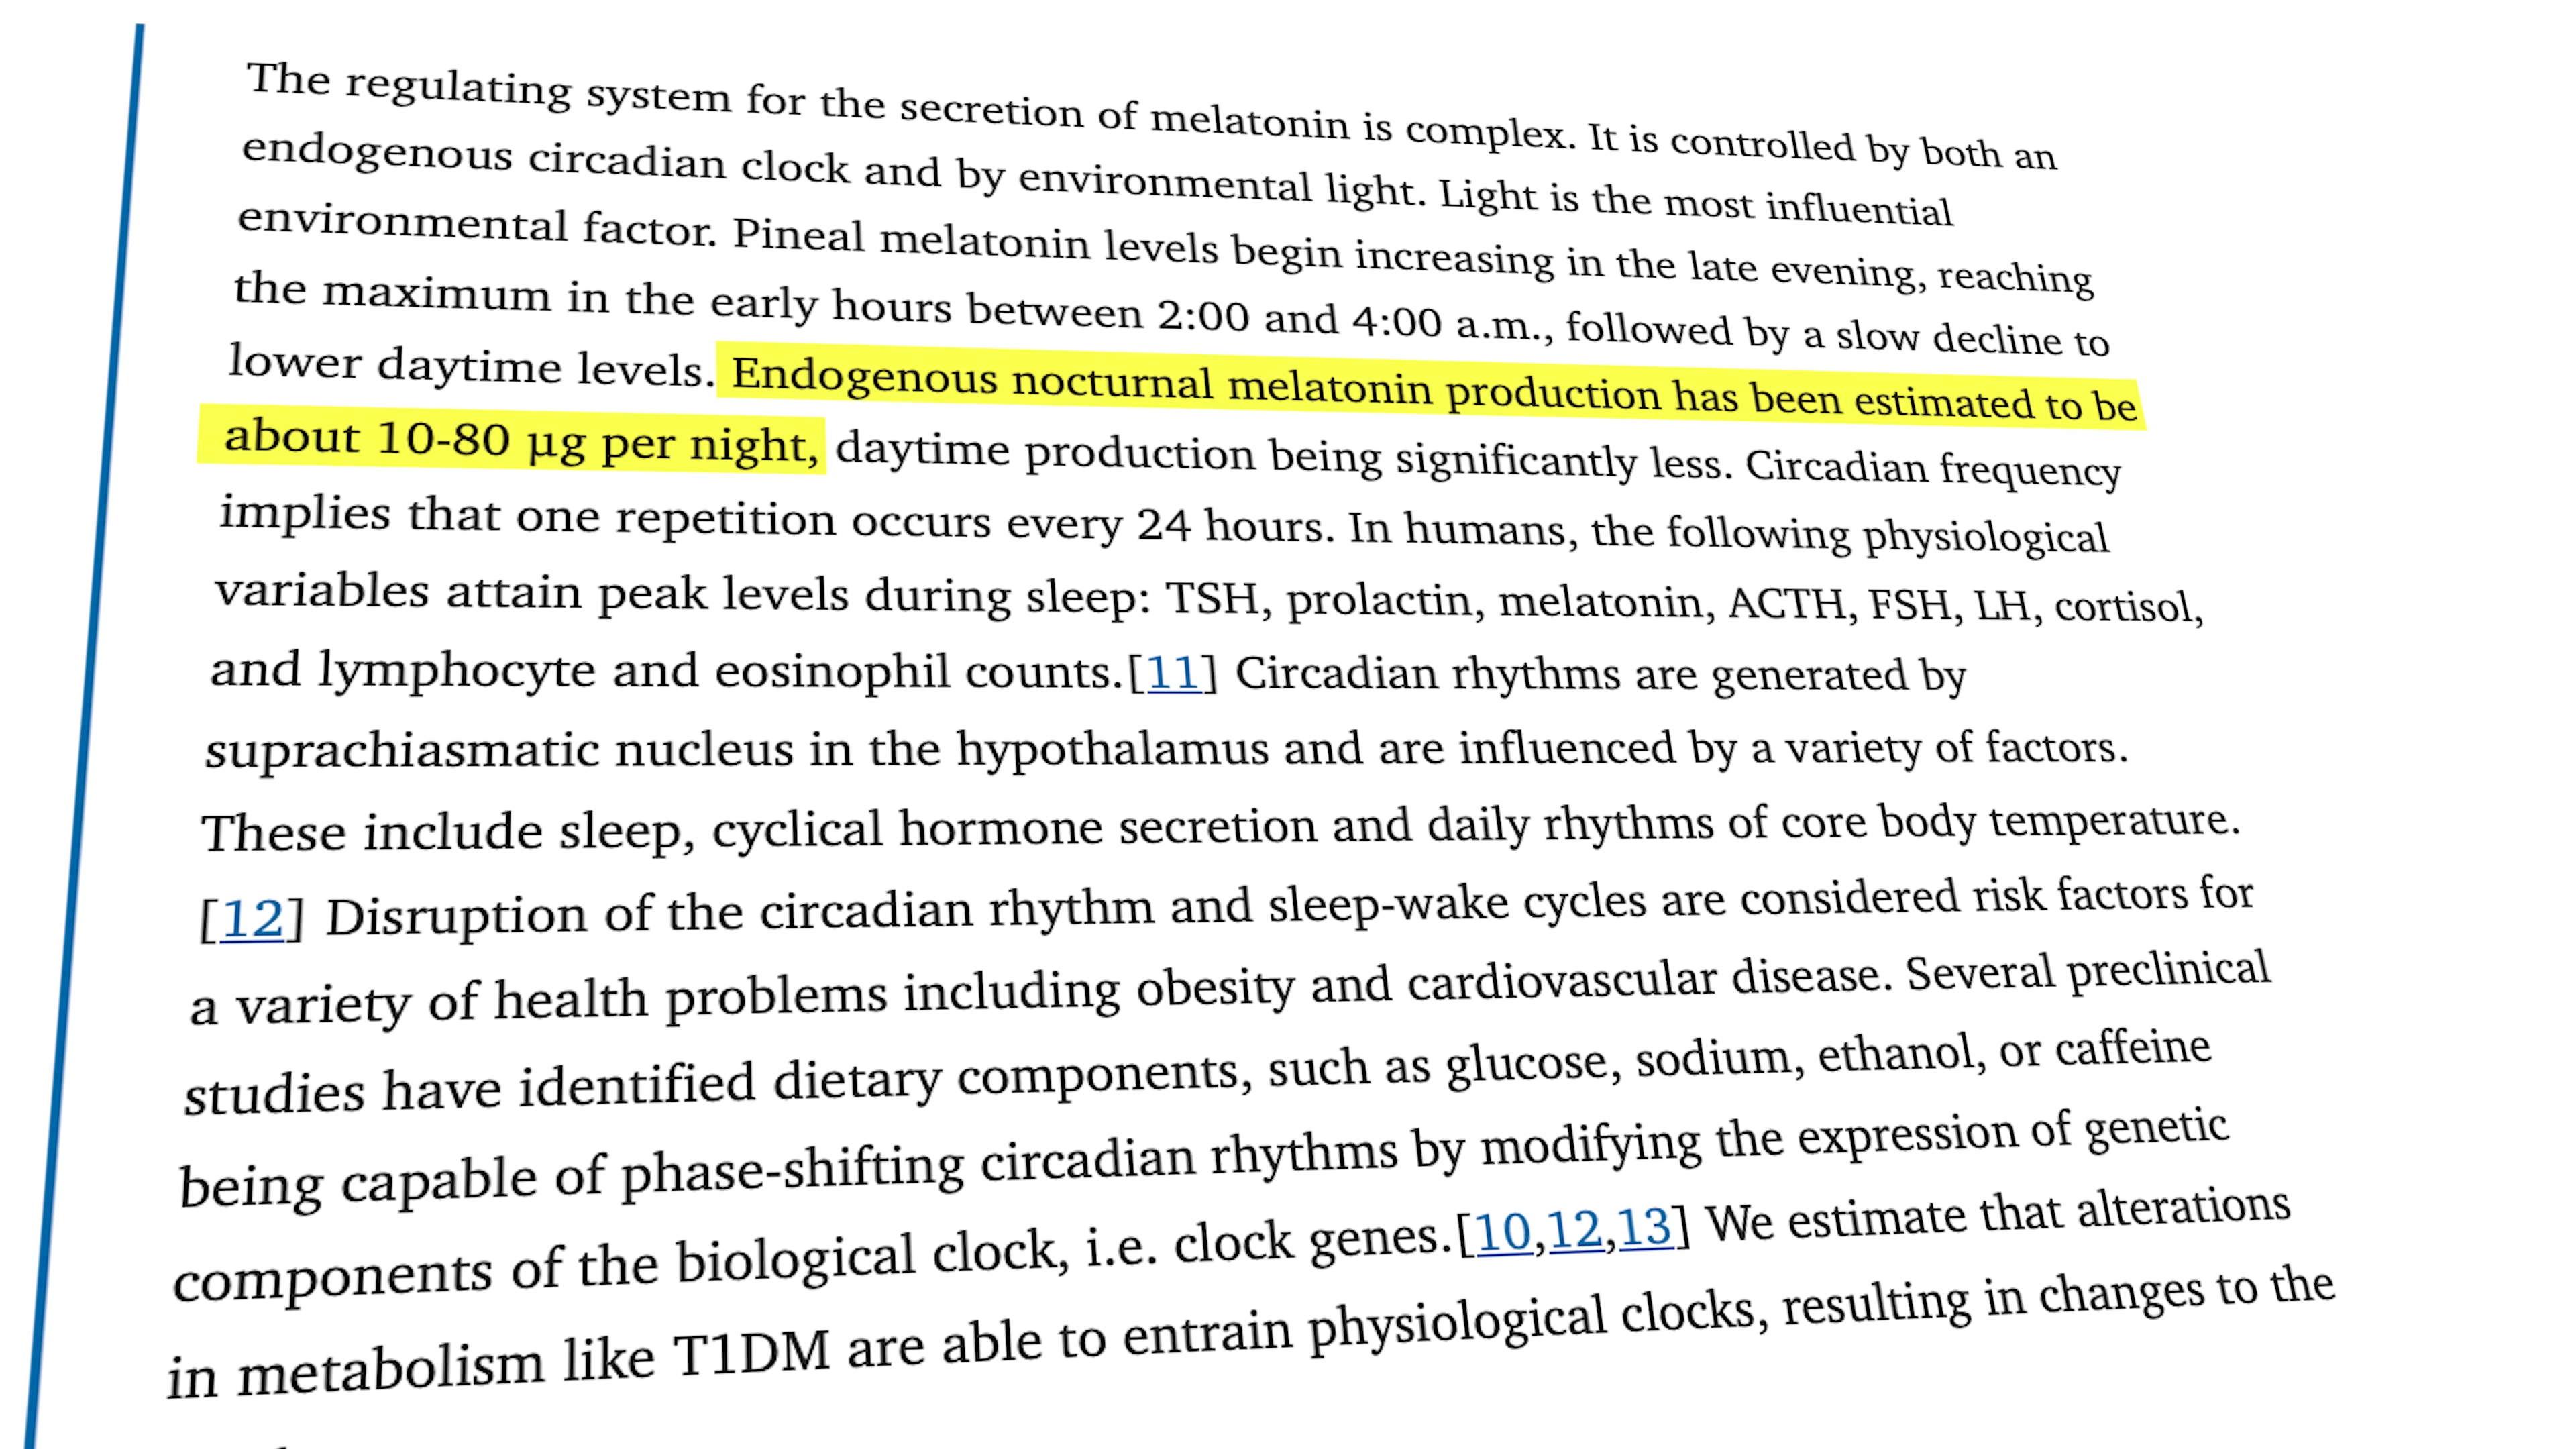 The regulating system for the secretion of melatonin is complex. It is controlled by both an
endogenous circadian clock and by environmental light. Light is the most influential
environmental factor. Pineal melatonin levels begin increasing in the late evening, reaching
the maximum in the early hours between 2:00 and 4:00 a.m., followed by a slow decline to
lower daytime levels. Endogenous nocturnal melatonin production has been estimated to be
about 10-80 µg per night, daytime production being significantly less. Circadian frequency
implies that one repetition occurs every 24 hours. In humans, the following physiological
variables attain peak levels during sleep: TSH, prolactin, melatonin, ACTH, FSH, LH, cortisol,
and lymphocyte and eosinophil counts.[11] Circadian rhythms are generated by
suprachiasmatic nucleus in the hypothalamus and are influenced by a variety of factors.
These include sleep, cyclical hormone secretion and daily rhythms of core body temperature.
[12] Disruption of the circadian rhythm and sleep-wake cycles are considered risk factors for
a variety of health problems including obesity and cardiovascular disease. Several preclinical
studies have identified dietary components, such as glucose, sodium, ethanol, or caffeine
being capable of phase-shifting circadian rhythms by modifying the expression of genetic
components of the biological clock, i.e. clock genes.[10,12,13] We estimate that alterations
in metabolism like T1DM are able to entrain physiological clocks, resulting in changes to the